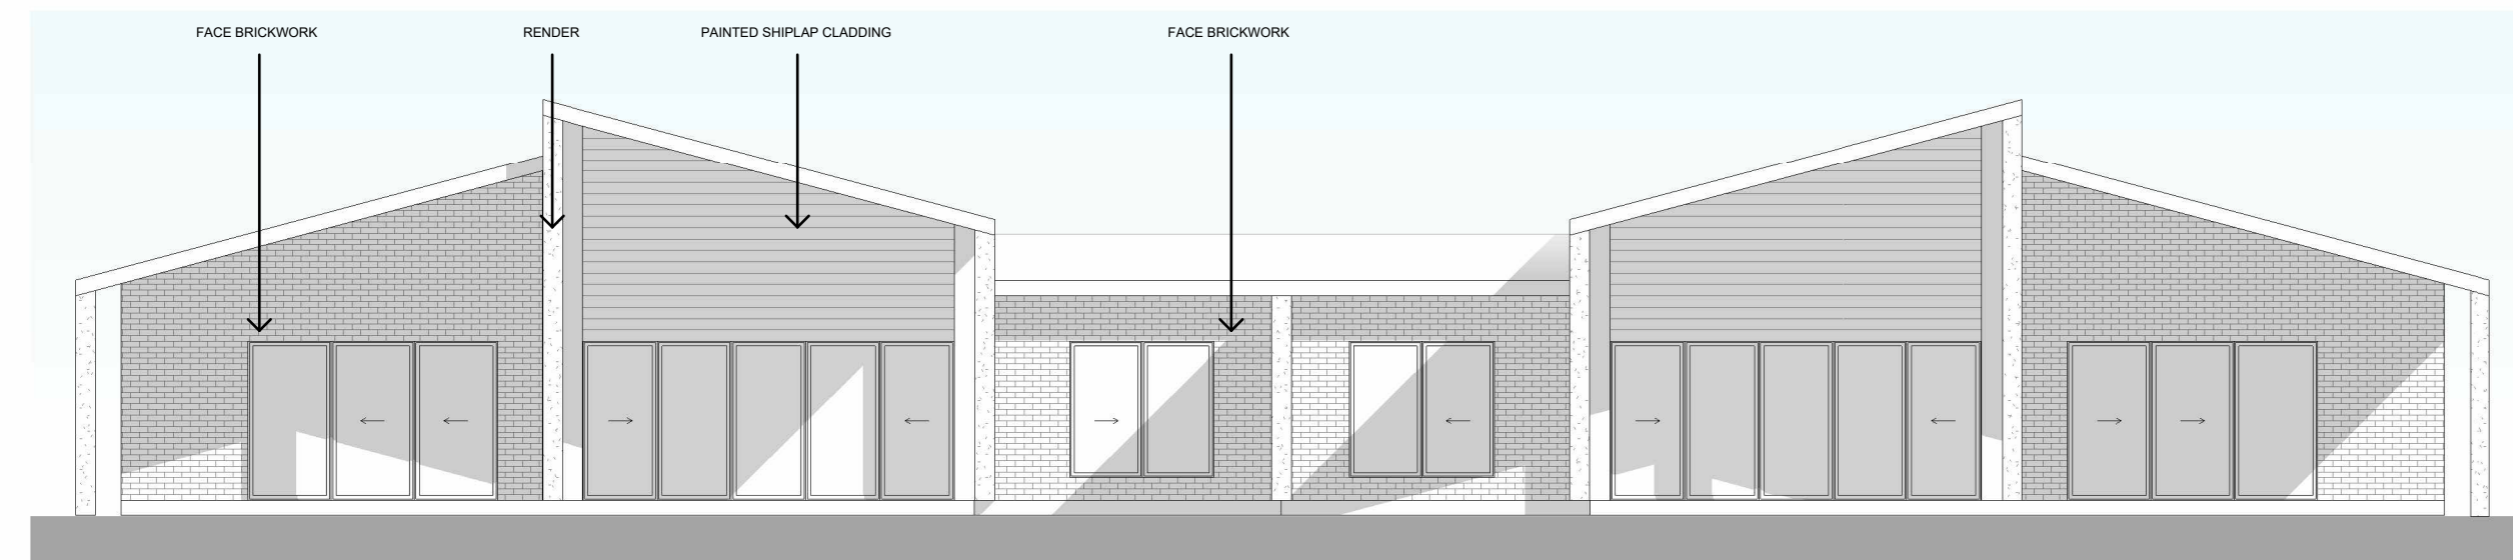 FACE BRICKWORK
RENDER
PAINTED SHIPLAP CLADDING
FACE BRICKWORK